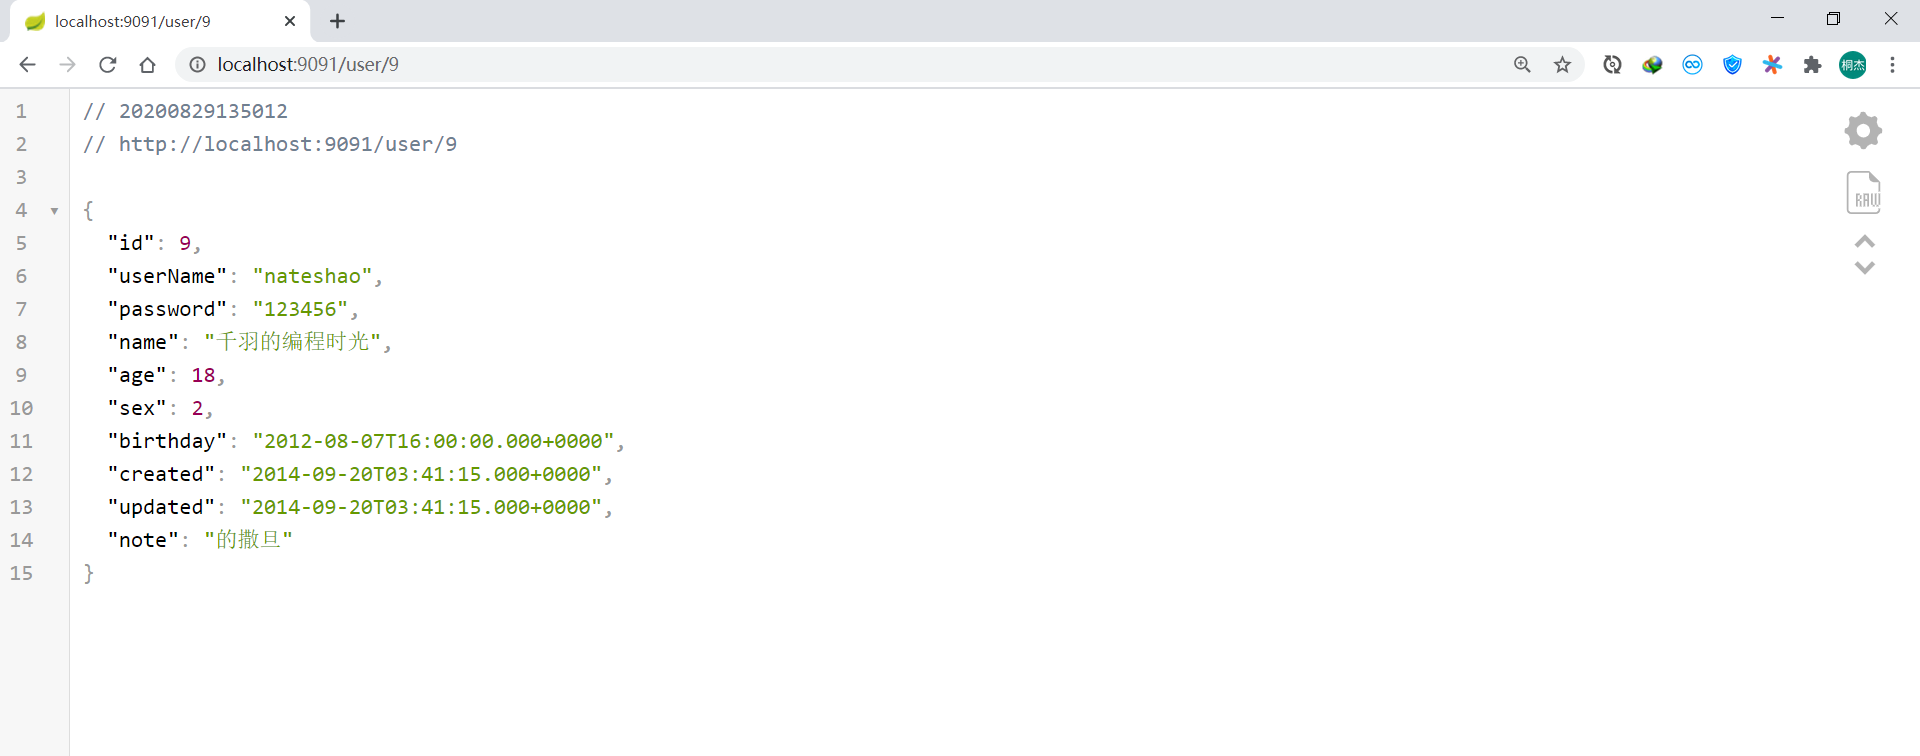 localhost:9091/user/9
localhost:9091/user/9
桐杰
1 // 20200829135012
2 // http://localhost:9091/user/9
3
4 {
5 "id": 9,
6 "userName": "nateshao",
7 "password": "123456",
8 "name": "千羽的编程时光",
9 "age": 18,
10 "sex": 2,
11 "birthday": "2012-08-07T16:00:00.000+0000",
12 "created": "2014-09-20T03:41:15.000+0000",
13 "updated": "2014-09-20T03:41:15.000+0000",
14 "note": "的撒旦"
15 }
RAW